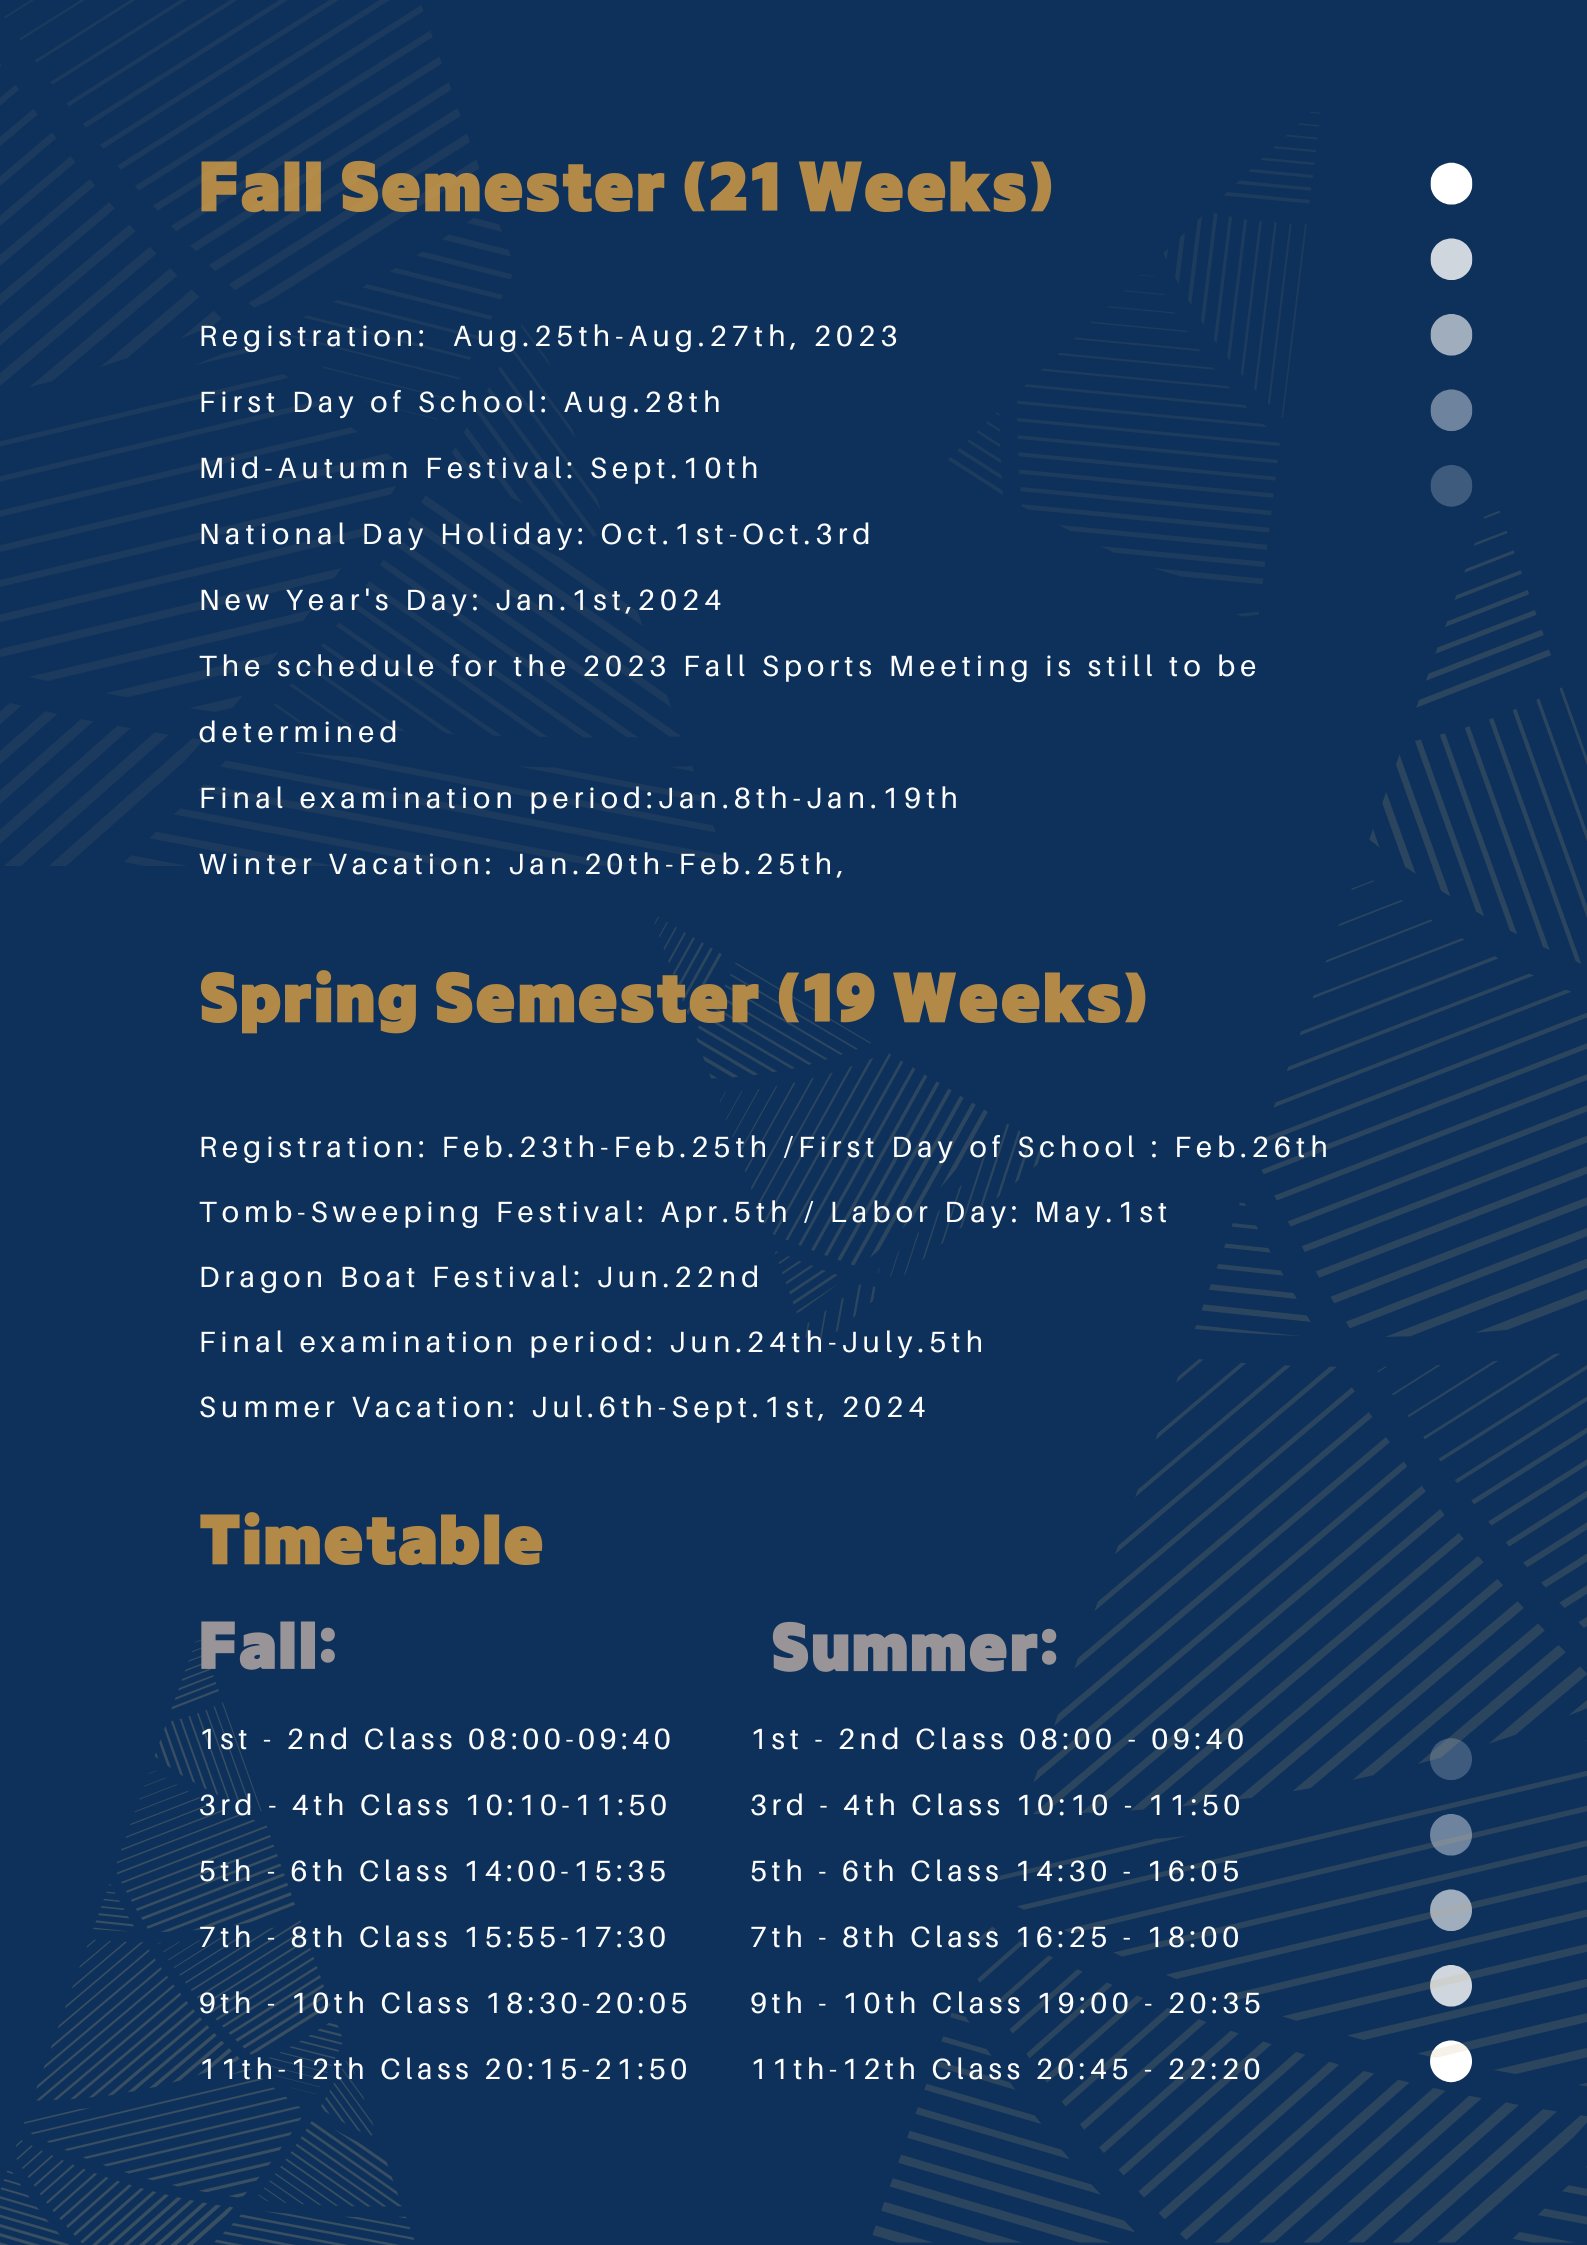 Fall Semester (21 Weeks)
Registration:  Aug.25th-Aug.27th, 2023
First Day of School: Aug.28th
Mid-Autumn Festival: Sept.10th
National Day Holiday: Oct.1st-Oct.3rd
New Year's Day: Jan.1st,2024
The schedule for the 2023 Fall Sports Meeting is still to be
determined
Final examination period:Jan.8th-Jan.19th
Winter Vacation: Jan.20th-Feb.25th,
Spring Semester (19 Weeks)
Registration: Feb.23th-Feb.25th /First Day of School : Feb.26th
Tomb-Sweeping Festival: Apr.5th / Labor Day: May.1st
Dragon Boat Festival: Jun.22nd
Final examination period: Jun.24th-July.5th
Summer Vacation: Jul.6th-Sept.1st, 2024
Timetable
Fall:
1st - 2nd Class 08:00-09:40
3rd - 4th Class 10:10-11:50
5th - 6th Class 14:00-15:35
7th - 8th Class 15:55-17:30
9th - 10th Class 18:30-20:05
11th-12th Class 20:15-21:50
Summer:
1st - 2nd Class 08:00 - 09:40
3rd - 4th Class 10:10 - 11:50
5th - 6th Class 14:30 - 16:05
7th - 8th Class 16:25 - 18:00
9th - 10th Class 19:00 - 20:35
11th-12th Class 20:45 - 22:20